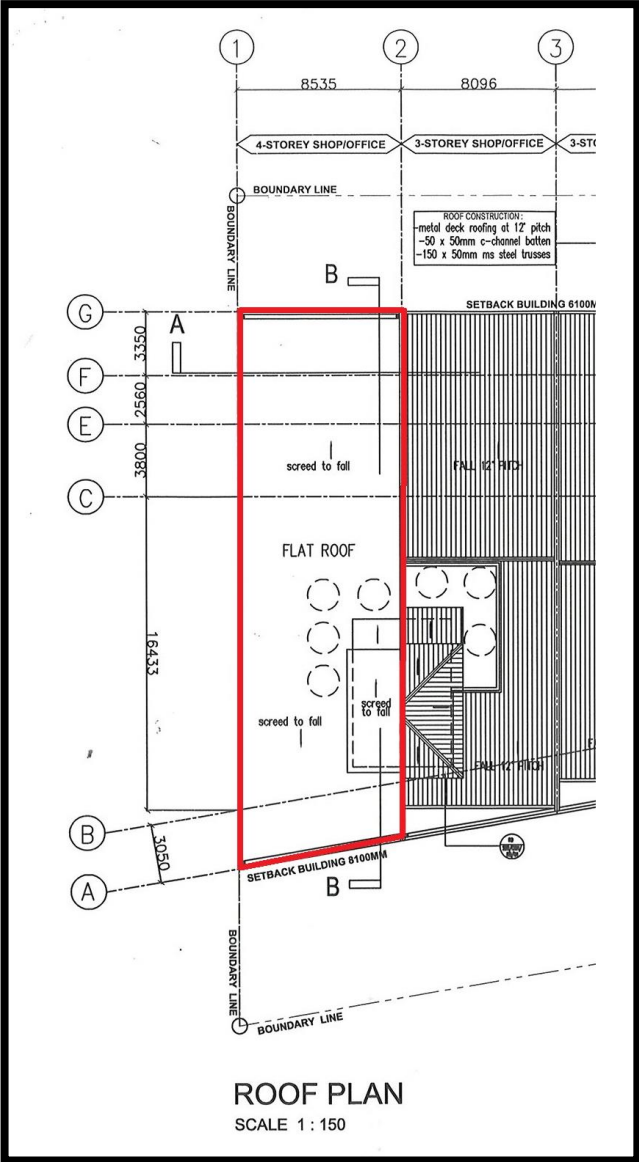 1
2
3
8535
8096
4-STOREY SHOP/OFFICE
3-STOREY SHOP/OFFICE
3-ST
BOUNDARY LINE
BOUNDARY LINE
ROOF CONSTRUCTION :
-metal deck roofing at 12° pitch
-50 x 50mm c-channel batten
-150 x 50mm ms steel trusses
B
SETBACK BUILDING 6100M
G
A
3350
F
2560
E
3800
screed to fall
FALL 12° PITCH
C
FLAT ROOF
16433
screed
to fall
screed to fall
FALL 12° PITCH
B
3050
A
SETBACK BUILDING 8100MM
B
BOUNDARY LINE
BOUNDARY LINE
ROOF PLAN
SCALE 1 : 150